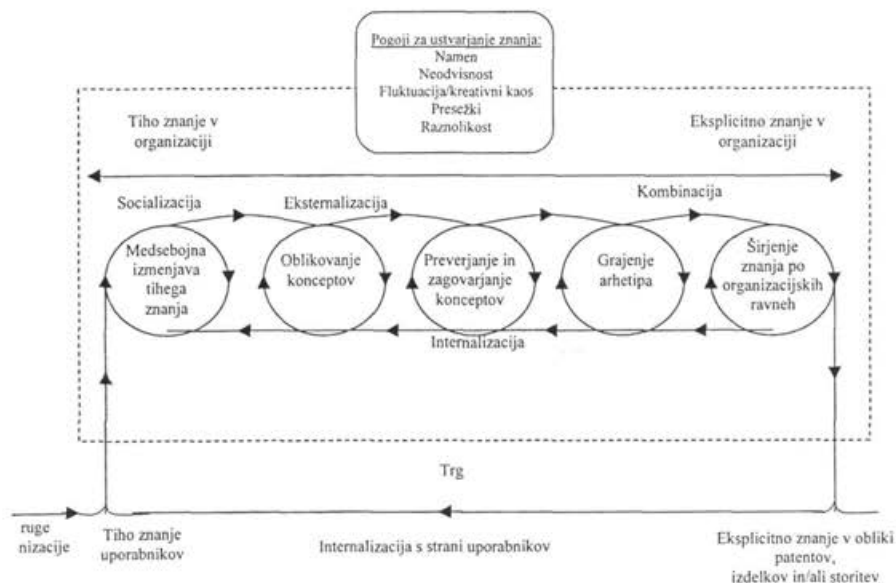 Pogoji za ustvarjanje znanja:
Namen
Neodvisnost
Fluktuacija/kreativni kaos
Presežki
Raznolikost
Tiho znanje v
organizaciji
Eksplicitno znanje v
organizaciji
Socializacija
Eksternalizacija
Kombinacija
Medsebojna
izmenjava
tihega
znanja
Oblikovanje
konceptov
Preverjanje in
zagovarjanje
konceptov
Grajenje
arhetipa
Širjenje
znanja po
organizacijskih
ravneh
Internalizacija
Trg
ruge
nizacije
Tiho znanje
uporabnikov
Internalizacija s strani uporabnikov
Eksplicitno znanje v obliki
patentov,
izdelkov in/ali storitev